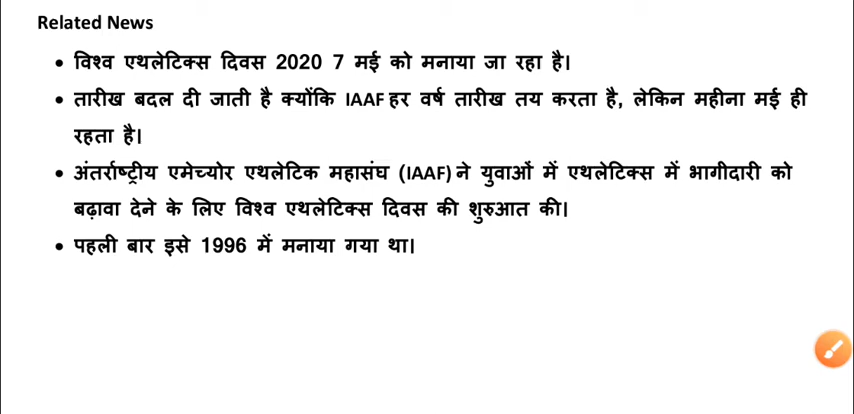 Related News
• विश्व एथलेटिक्स दिवस 2020 7 मई को मनाया जा रहा है।
• तारीख बदल दी जाती है क्योंकि IAAF हर वर्ष तारीख तय करता है, लेकिन महीना मई ही
रहता है।
• अंतर्राष्ट्रीय एमेच्योर एथलेटिक महासंघ (IAAF) ने युवाओं में एथलेटिक्स में भागीदारी को
बढ़ावा देने के लिए विश्व एथलेटिक्स दिवस की शुरुआत की।
• पहली बार इसे 1996 में मनाया गया था।